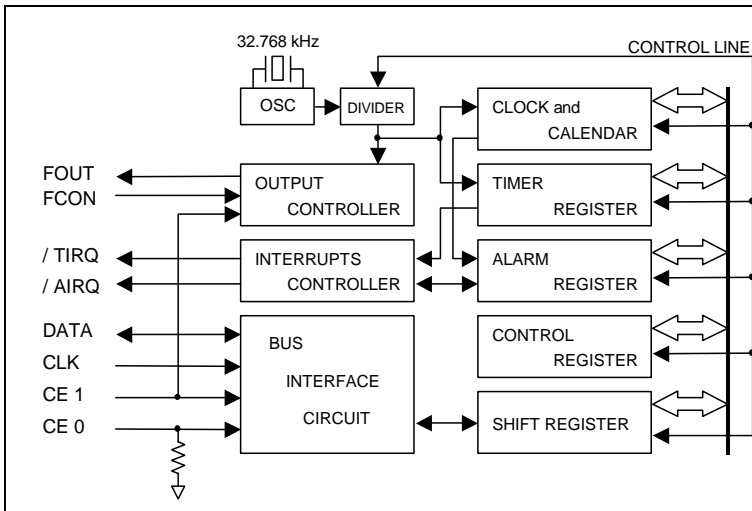 32.768 kHz
CONTROL LINE
OSC
DIVIDER
CLOCK and
CALENDAR
FOUT
FCON
OUTPUT
CONTROLLER
TIMER
REGISTER
/ TIRQ
/ AIRQ
INTERRUPTS
CONTROLLER
ALARM
REGISTER
DATA
CLK
CE 1
CE 0
BUS
INTERFACE
CIRCUIT
CONTROL
REGISTER
SHIFT REGISTER